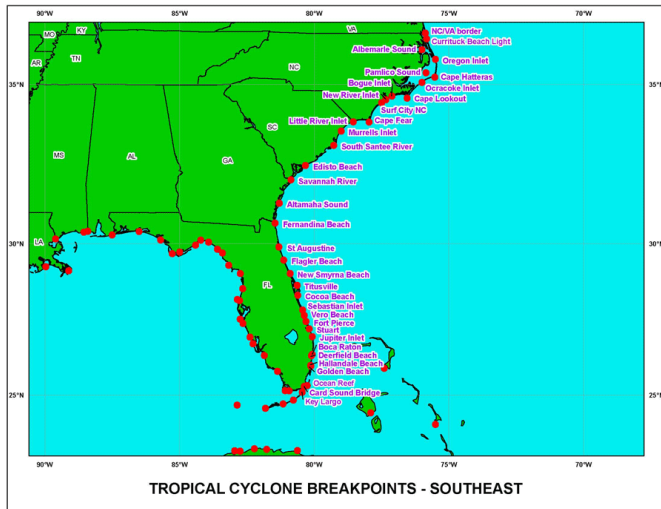 KY
VA
MO
NC/VA border
Currituck Beach Light
Albemarle Sound
AR
TN
NC
Oregon Inlet
Pamlico Sound
Cape Hatteras
35°N
35°N
Bogue Inlet
Ocracoke Inlet
New River Inlet
Cape Lookout
Surf City NC
Little River Inlet
Cape Fear
SC
Murrells Inlet
South Santee River
MS
AL
GA
Edisto Beach
Savannah River
Altamaha Sound
Fernandina Beach
LA
30°N
30°N
St Augustine
Flagler Beach
New Smyrna Beach
FL
Titusville
Cocoa Beach
Sebastian Inlet
Vero Beach
Fort Pierce
Stuart
Jupiter Inlet
Boca Raton
Deerfield Beach
Hallandale Beach
Golden Beach
Ocean Reef
25°N
25°N
Card Sound Bridge
Key Largo
90°W
85°W
80°W
75°W
70°W
TROPICAL CYCLONE BREAKPOINTS - SOUTHEAST